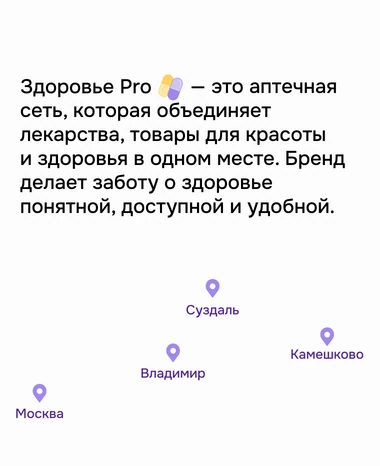 Здоровье Pro — это аптечная
сеть, которая объединяет
лекарства, товары для красоты
и здоровья в одном месте. Бренд
делает заботу о здоровье
понятной, доступной и удобной.
Суздаль
Камешково
Владимир
Москва